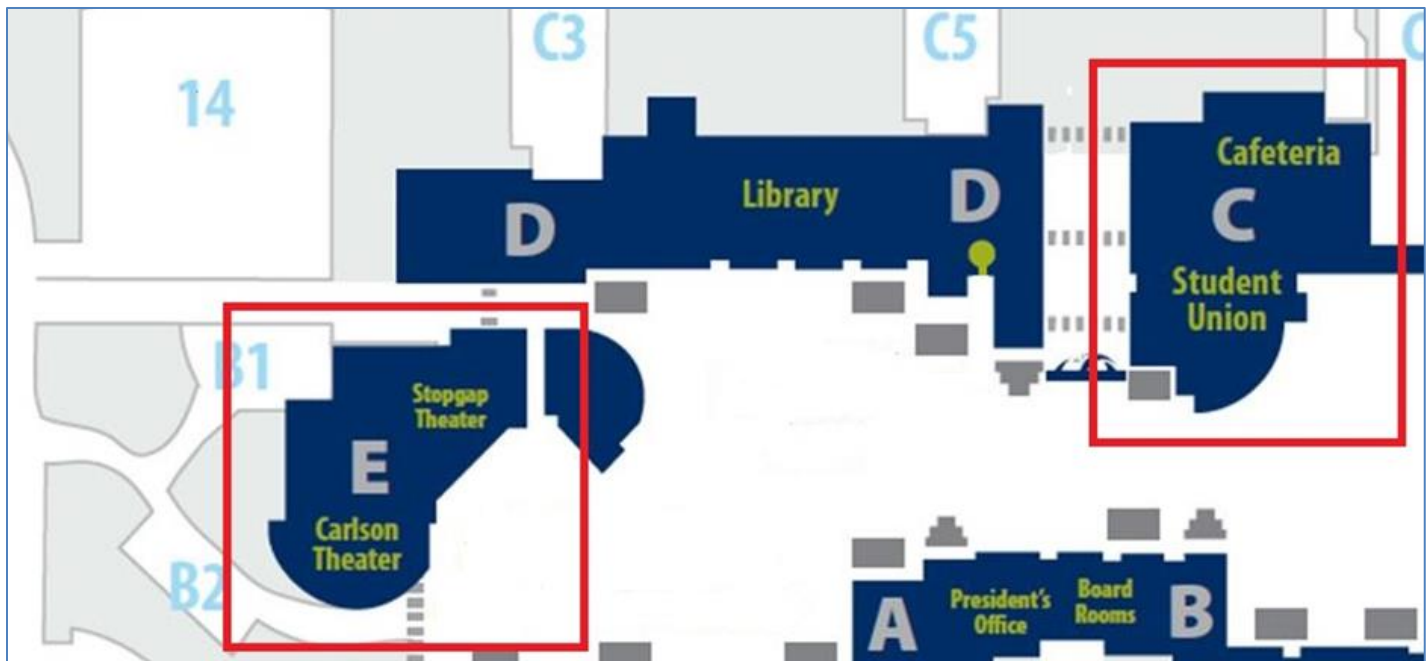 C3
C5
C
14
Cafeteria
Library
D
D
C
Student
Union
B1
Stopgap
Theater
E
Carlson
Theater
B2
President's
Office
Board
Rooms
A
B